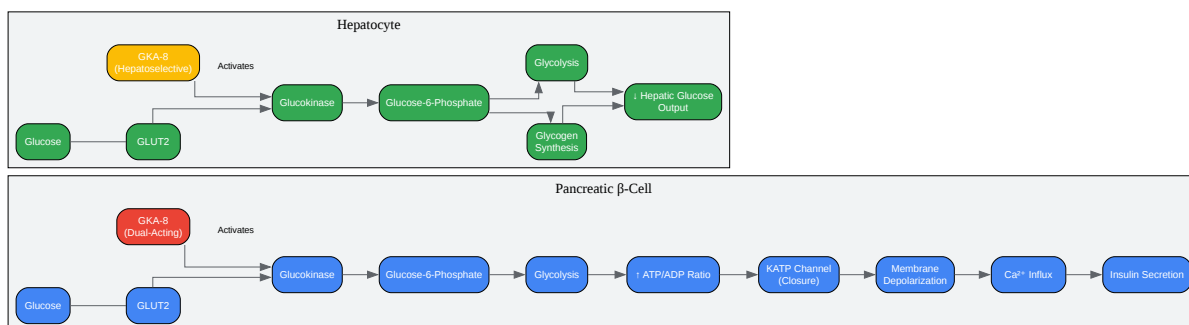 Hepatocyte
GKA-8
(Hepatoselective)
Activates
Glycolysis
Glucokinase
Glucose-6-Phosphate
↓ Hepatic Glucose
Output
Glucose
GLUT2
Glycogen
Synthesis
Pancreatic β-Cell
GKA-8
(Dual-Acting)
Activates
Glucokinase
Glucose-6-Phosphate
Glycolysis
↑ ATP/ADP Ratio
KATP Channel
(Closure)
Membrane
Depolarization
Ca²⁺ Influx
Insulin Secretion
Glucose
GLUT2